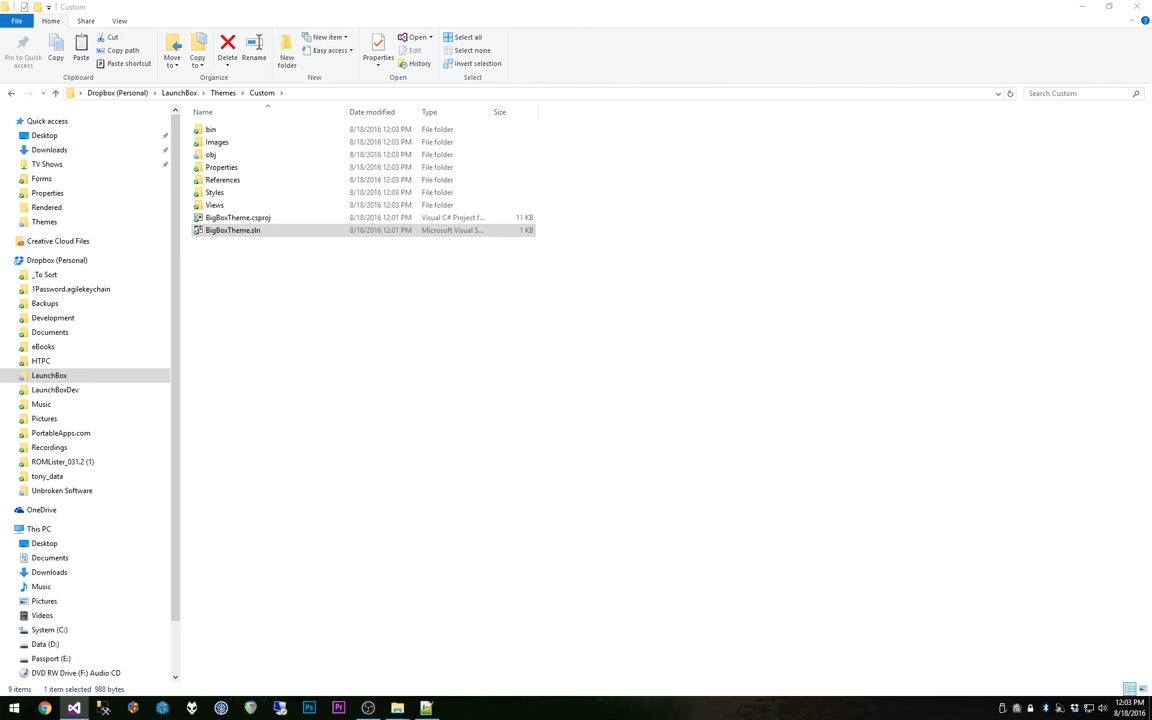 Custom
File Home Share View
Pin to Quick access
Copy
Paste
Cut
Copy path
Paste shortcut
Clipboard
Move to
Copy to
Delete
Rename
Organize
New folder
New item
Easy access
New
Properties
Open
Edit
History
Open
Select all
Select none
Invert selection
Select
Dropbox (Personal) LaunchBox Themes Custom
Search Custom
Name Date modified Type Size
bin 8/18/2016 12:03 PM File folder
Images 8/18/2016 12:03 PM File folder
obj 8/18/2016 12:03 PM File folder
Properties 8/18/2016 12:03 PM File folder
References 8/18/2016 12:03 PM File folder
Styles 8/18/2016 12:03 PM File folder
Views 8/18/2016 12:03 PM File folder
BigBoxTheme.csproj 8/18/2016 12:01 PM Visual C# Project f... 11 KB
BigBoxTheme.sln 8/18/2016 12:01 PM Microsoft Visual S... 1 KB
Quick access
Desktop
Downloads
TV Shows
Forms
Properties
Rendered
Themes
Creative Cloud Files
Dropbox (Personal)
_To Sort
1Password.agilekeychain
Backups
Development
Documents
eBooks
HTPC
LaunchBox
LaunchBoxDev
Music
Pictures
PortableApps.com
Recordings
ROMLister_031.2 (1)
tony_data
Unbroken Software
OneDrive
This PC
Desktop
Documents
Downloads
Music
Pictures
Videos
System (C:)
Data (D:)
Passport (E:)
DVD RW Drive (F:) Audio CD
9 items 1 item selected 988 bytes
Ps
Pr
12:03 PM
8/18/2016